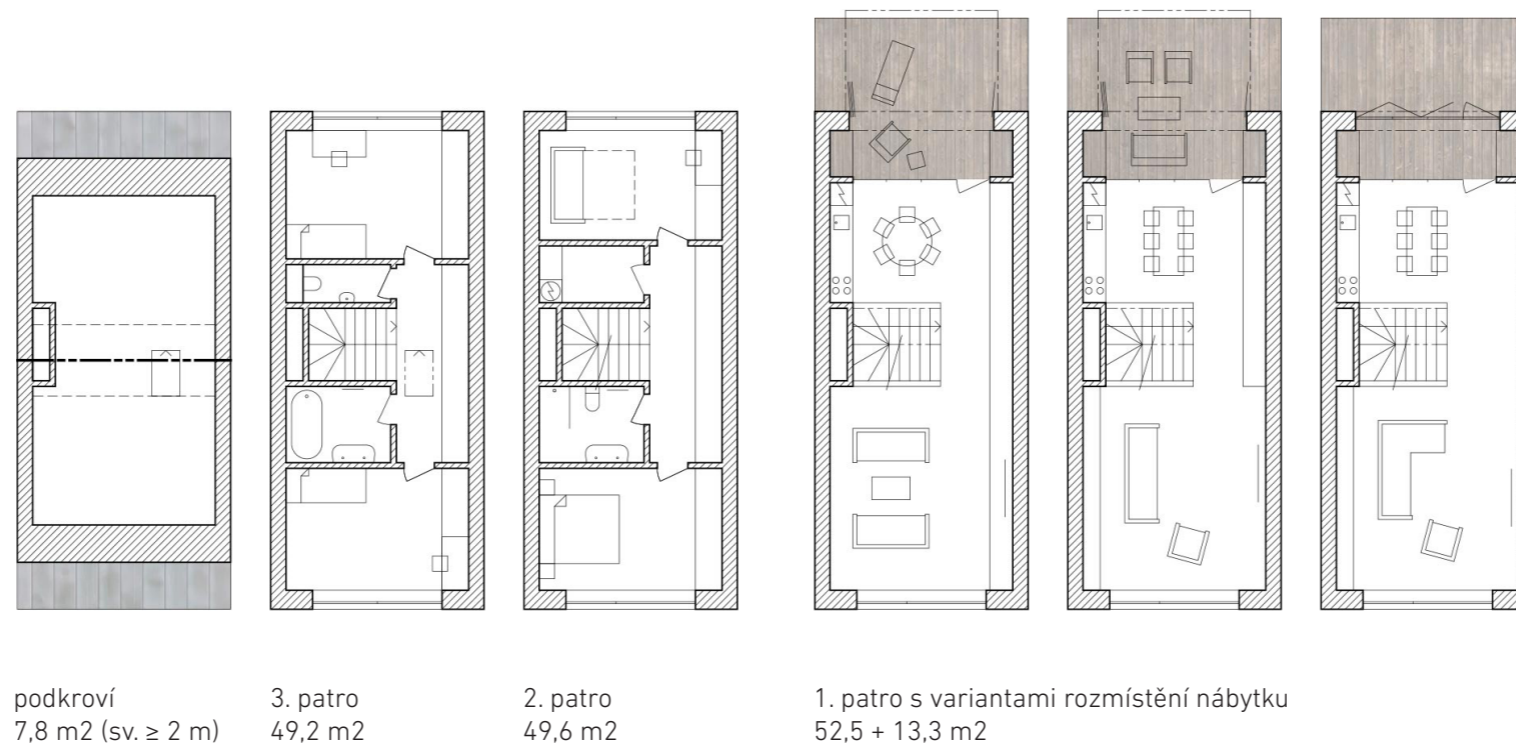 podkroví
7,8 m2 (sv. ≥ 2 m)
3. patro
49,2 m2
2. patro
49,6 m2
1. patro s variantami rozmístění nábytku
52,5 + 13,3 m2